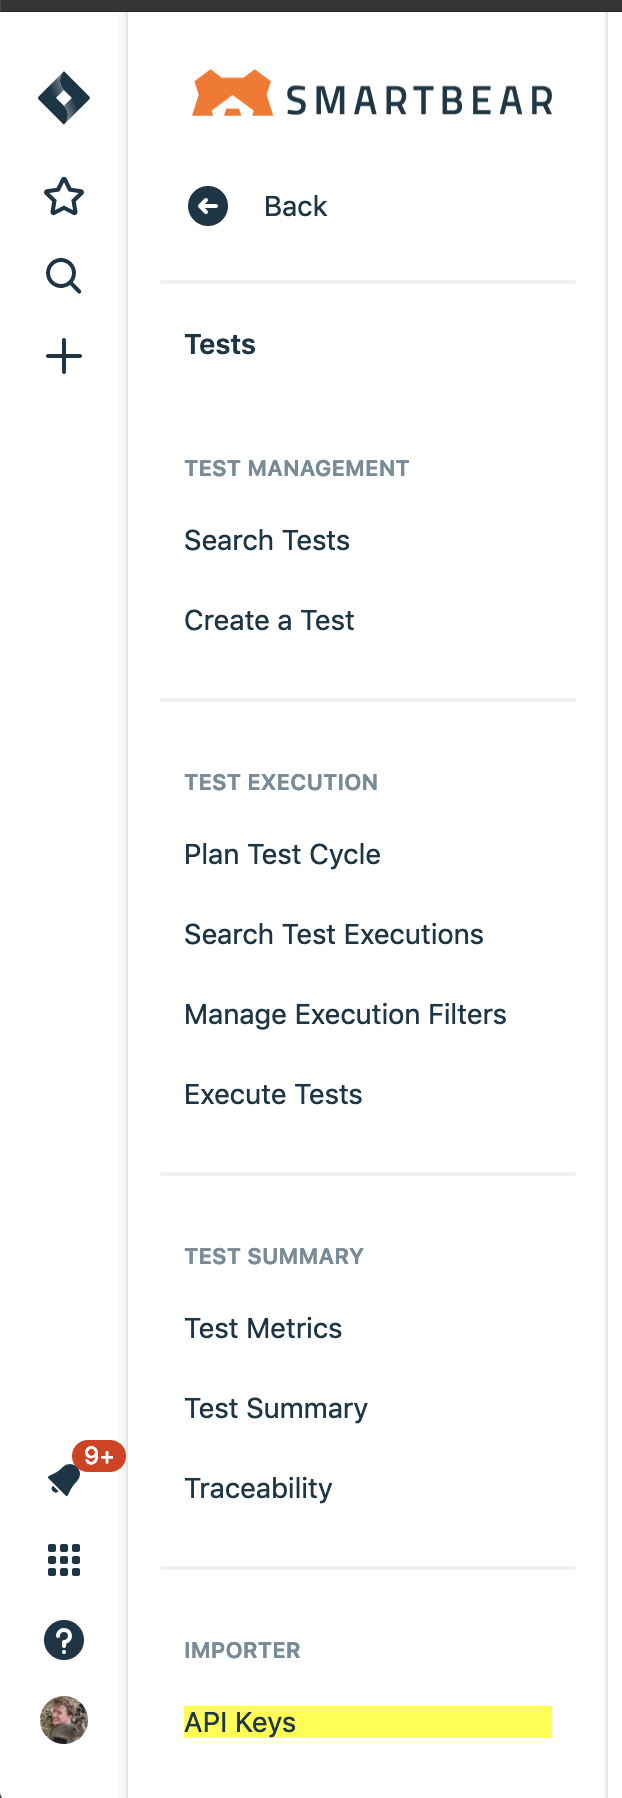 SMARTBEAR
Back
Tests
TEST MANAGEMENT
Search Tests
Create a Test
TEST EXECUTION
Plan Test Cycle
Search Test Executions
Manage Execution Filters
Execute Tests
TEST SUMMARY
Test Metrics
Test Summary
9+
Traceability
IMPORTER
?
API Keys